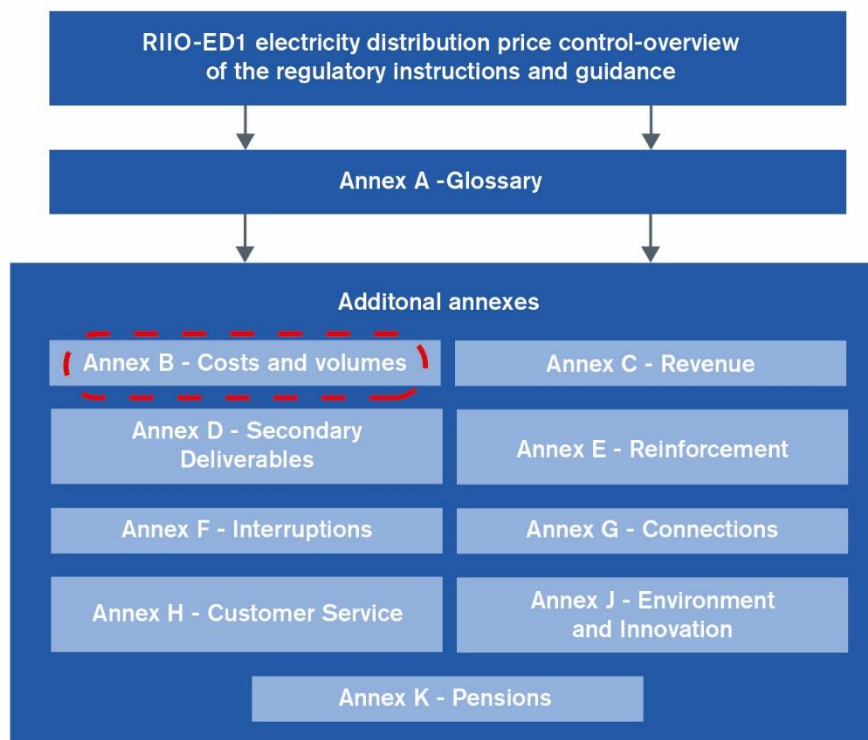 RIIO-ED1 electricity distribution price control-overview
of the regulatory instructions and guidance
Annex A -Glossary
Additonal annexes
Annex B - Costs and volumes
Annex C - Revenue
Annex D - Secondary
Deliverables
Annex E - Reinforcement
Annex F - Interruptions
Annex G - Connections
Annex H - Customer Service
Annex J - Environment
and Innovation
Annex K - Pensions